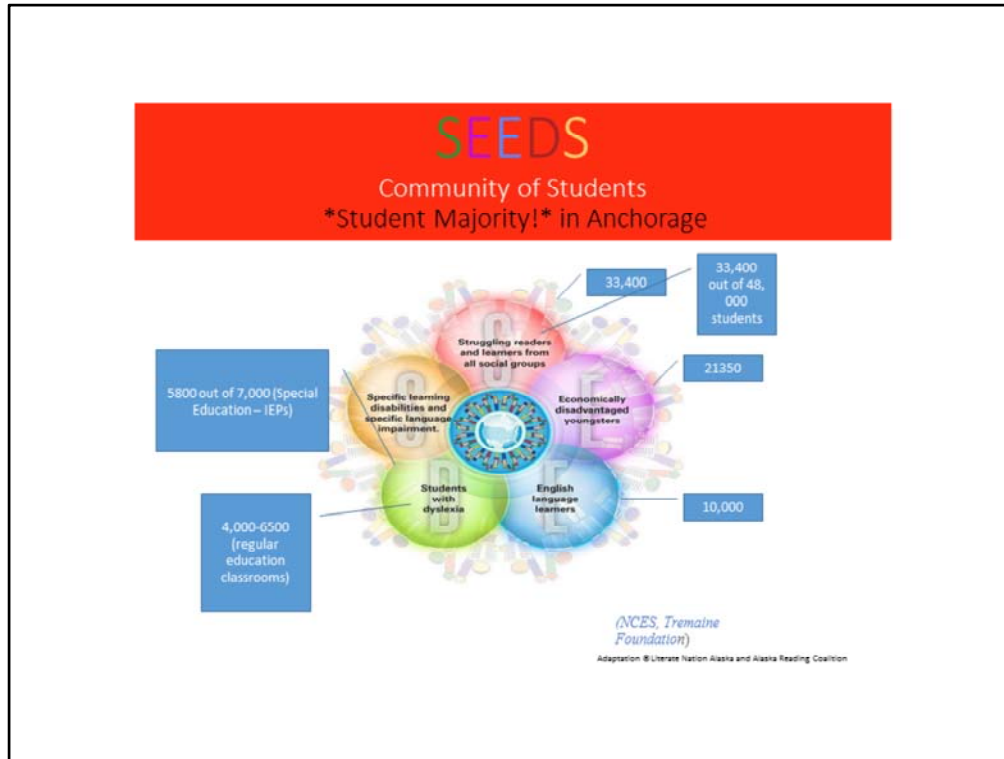 SEEDS
Community of Students
*Student Majority!* in Anchorage
33,400
33,400
out of 48,
000
students
S
Struggling readers
and learners from
all social groups
5800 out of 7,000 (Special
Education – IEPs)
21350
S
Specific learning
disabilities and
specific language
impairment.
E
Economically
disadvantaged
youngsters
D
Students
with
dyslexia
E
English
language
learners
10,000
4,000-6500
(regular
education
classrooms)
(NCES, Tremaine
Foundation)
Adaptation ®Literate Nation Alaska and Alaska Reading Coalition